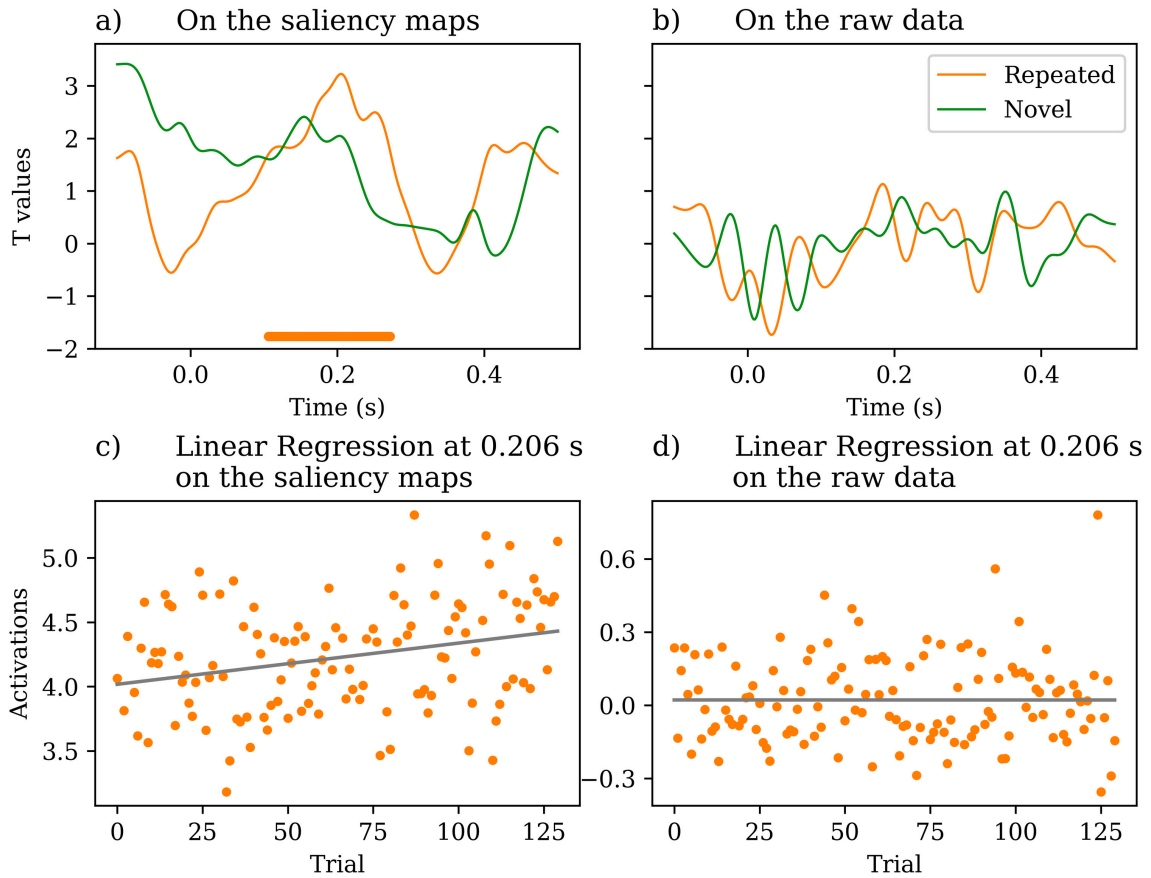 a) On the saliency maps
b) On the raw data
3
2
1
0
−1
−2
T values
0.0 0.2 0.4
Time (s)
Repeated
Novel
0.0 0.2 0.4
Time (s)
c) Linear Regression at 0.206 s
on the saliency maps
d) Linear Regression at 0.206 s
on the raw data
5.0
4.5
4.0
3.5
Activations
0 25 50 75 100 125
Trial
0.6
0.3
0.0
−0.3
0 25 50 75 100 125
Trial